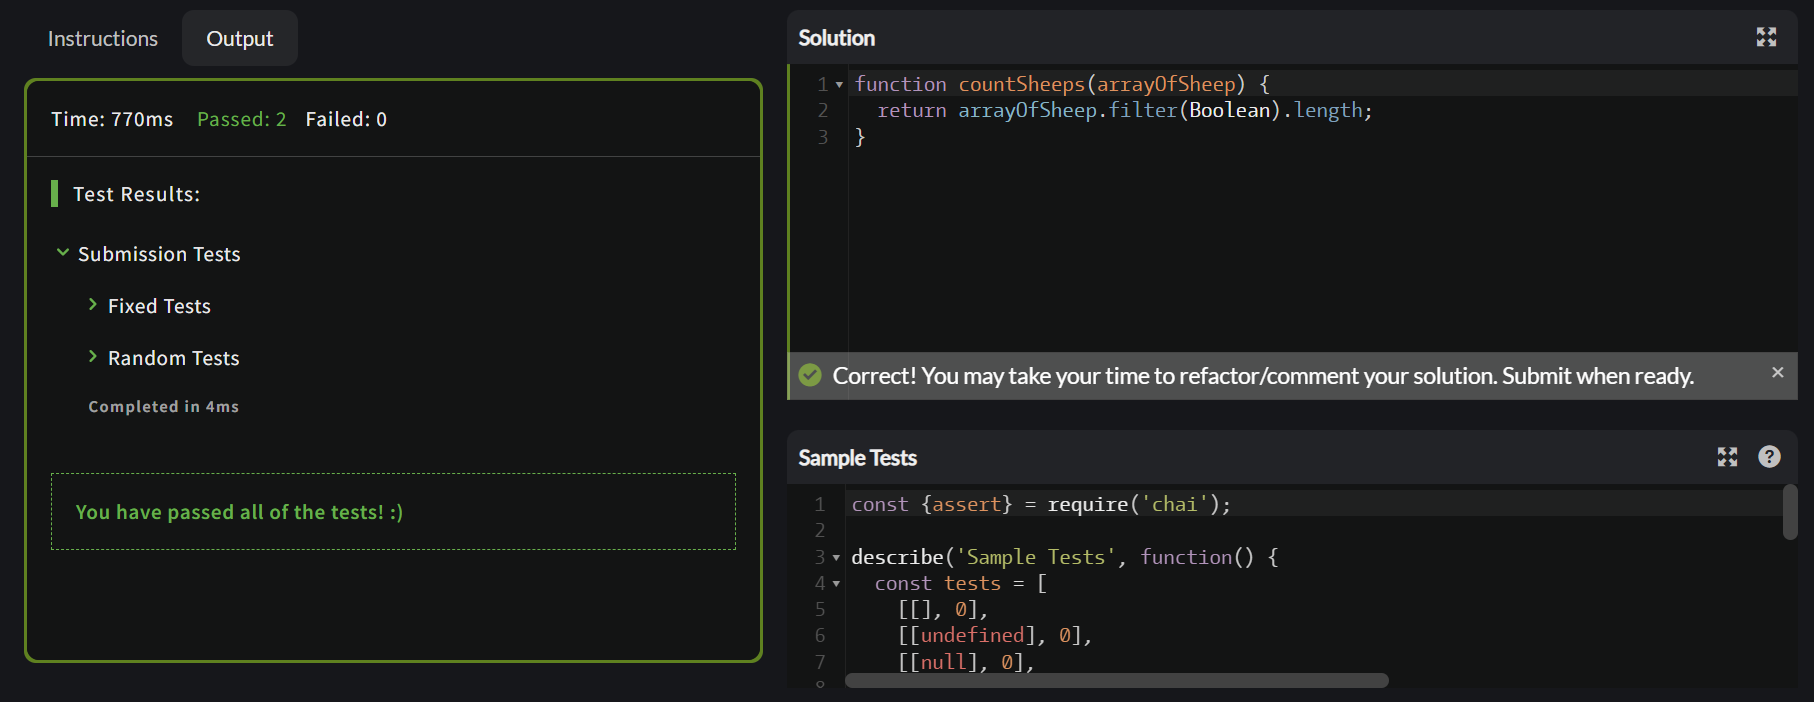 Instructions
Output
Time: 770ms Passed: 2 Failed: 0
Test Results:
Submission Tests
Fixed Tests
Random Tests
Completed in 4ms
You have passed all of the tests! :)
Solution
1 function countSheeps(arrayOfSheep) {
2   return arrayOfSheep.filter(Boolean).length;
3 }
Correct! You may take your time to refactor/comment your solution. Submit when ready. ×
Sample Tests ?
1 const {assert} = require('chai');
2
3 describe('Sample Tests', function() {
4   const tests = [
5     [[], 0],
6     [[undefined], 0],
7     [[null], 0],